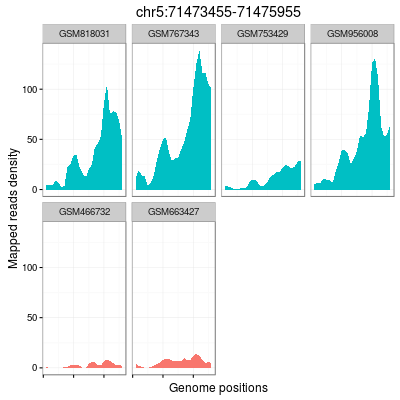 chr5:71473455-71475955
GSM818031 GSM767343 GSM753429 GSM956008
100
50
0
GSM466732 GSM663427
100
50
0
Mapped reads density
Genome positions